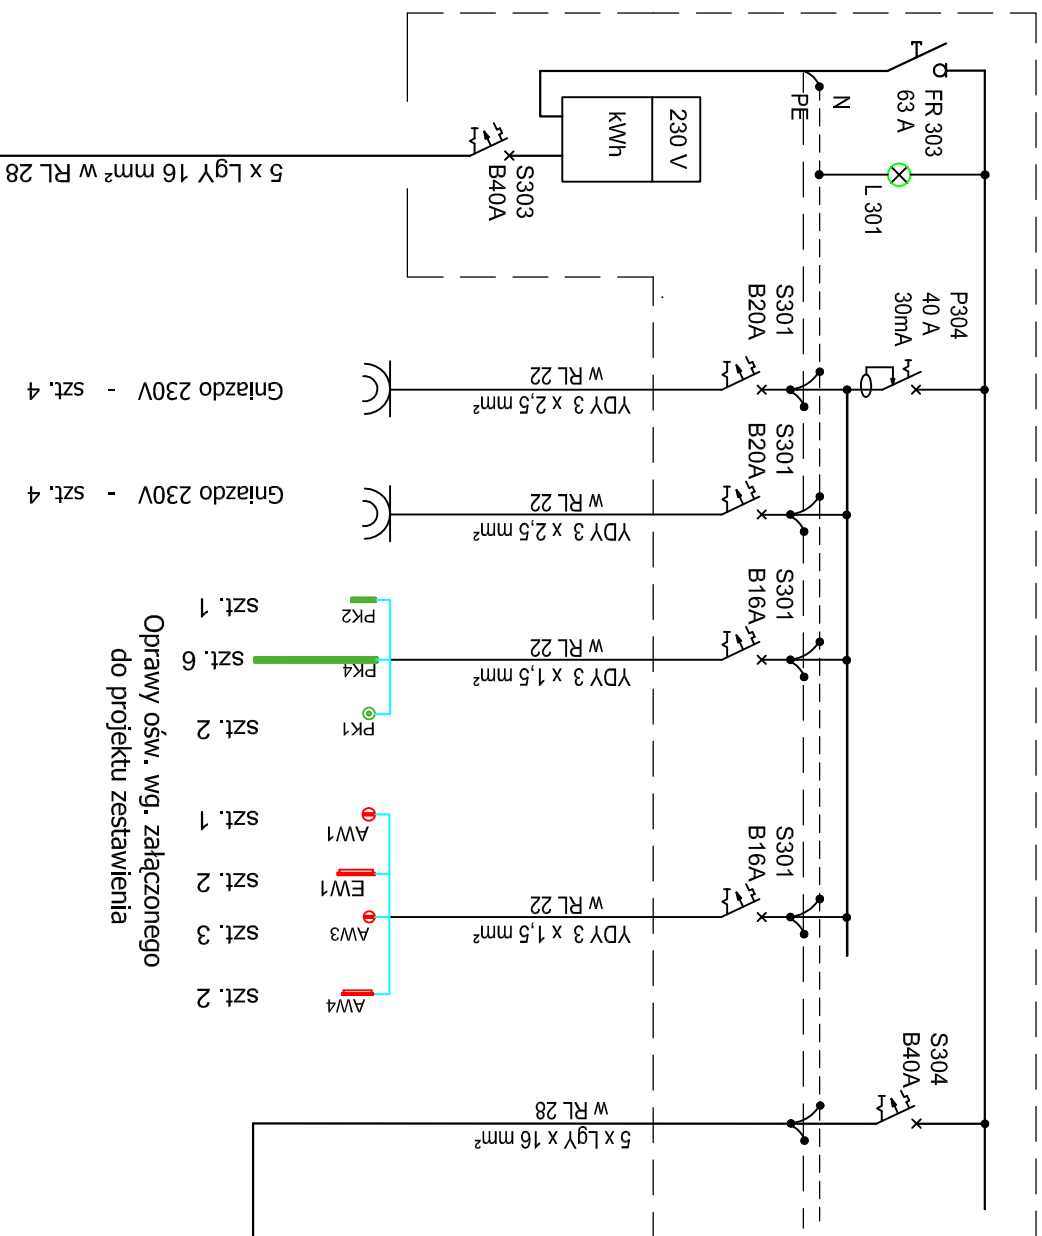 FR 303
63 A
N
PE
230 V
kWh
S303
B40A
5 x LgY 16 mm² w RL 28
L 301
P304
40 A
30mA
S301
B20A
w RL 22
YDY 3 x 2,5 mm²
Gniazdo 230V - szt. 4
S301
B20A
w RL 22
YDY 3 x 2,5 mm²
Gniazdo 230V - szt. 4
S301
B16A
w RL 22
YDY 3 x 1,5 mm²
PK2
szt. 1
PK4
szt. 6
PK1
szt. 2
Oprawy ośw. wg. załączonego
do projektu zestawienia
S301
B16A
w RL 22
YDY 3 x 1,5 mm²
AW1
szt. 1
EW1
szt. 2
AW3
szt. 3
AW4
szt. 2
S304
B40A
w RL 28
5 x LgY x 16 mm²